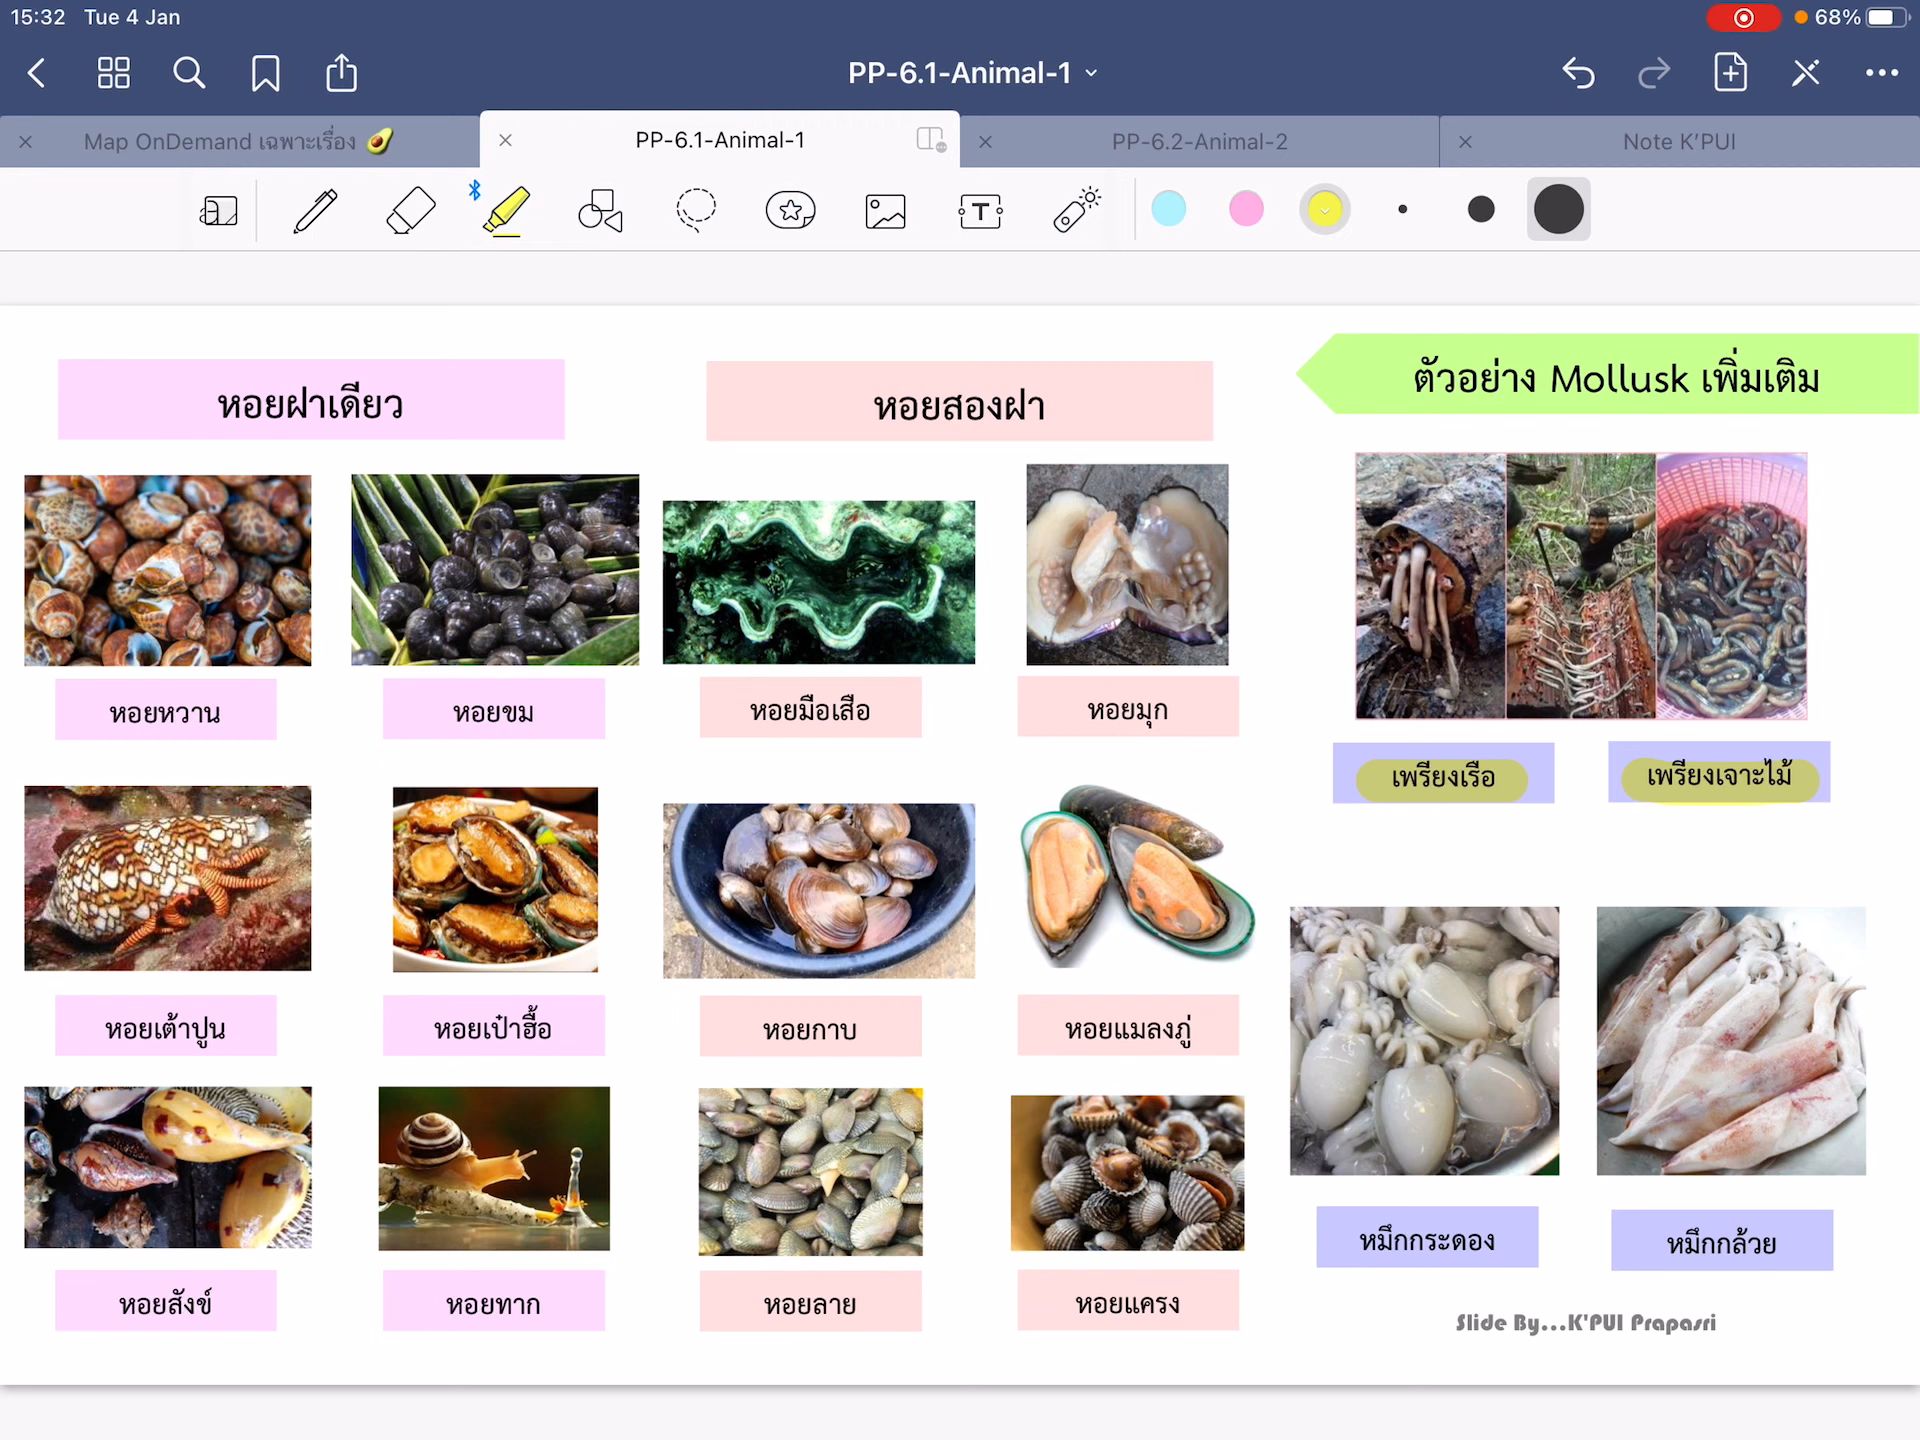 15:32 Tue 4 Jan
68%
PP-6.1-Animal-1
Map OnDemand เฉพาะเรื่อง 🥑
PP-6.1-Animal-1
PP-6.2-Animal-2
Note K'PUI
T
หอยฝาเดียว
หอยสองฝา
ตัวอย่าง Mollusk เพิ่มเติม
หอยหวาน
หอยขม
หอยมือเสือ
หอยมุก
เพรียงเรือ
เพรียงเจาะไม้
หอยเต้าปูน
หอยเป๋าฮื้อ
หอยกาบ
หอยแมลงภู่
หมึกกระดอง
หมึกกล้วย
หอยสังข์
หอยทาก
หอยลาย
หอยแครง
Slide By...K'PUI Prapasri